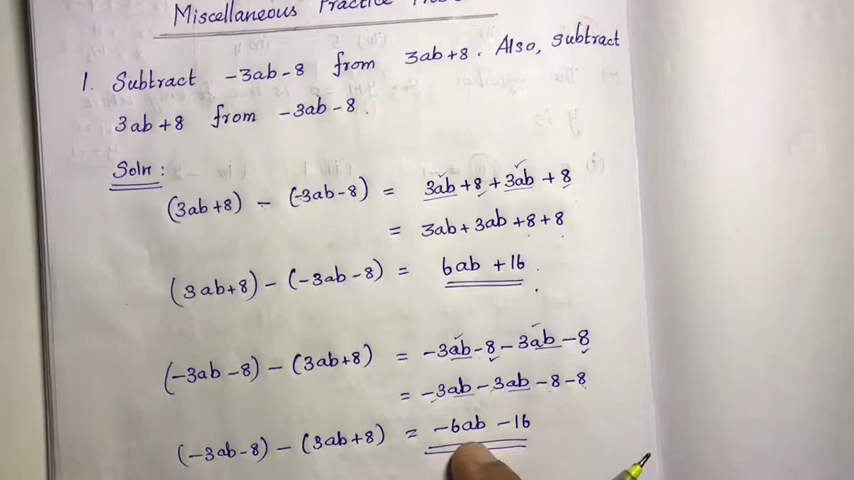 Miscellaneous Practice
1. Subtract -3ab-8 from 3ab+8. Also, subtract
3ab+8 from -3ab-8.
Soln:
(3ab+8) - (-3ab-8) = 3ab+8+3ab+8
= 3ab+3ab+8+8
(3ab+8)-(-3ab-8) = 6ab+16.
(-3ab-8)-(3ab+8) = -3ab-8-3ab-8
= -3ab-3ab-8-8
(-3ab-8)-(3ab+8) = -6ab-16